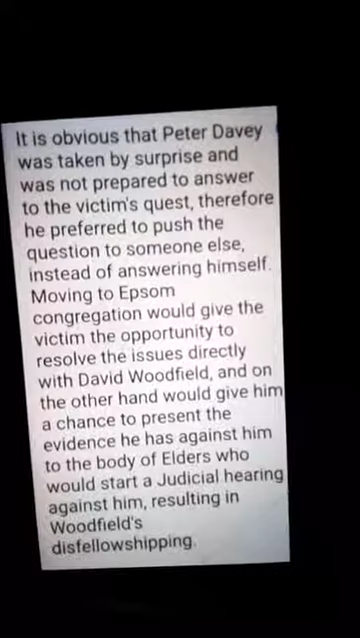 It is obvious that Peter Davey
was taken by surprise and
was not prepared to answer
to the victim's quest, therefore
he preferred to push the
question to someone else,
instead of answering himself.
Moving to Epsom
congregation would give the
victim the opportunity to
resolve the issues directly
with David Woodfield, and on
the other hand would give him
a chance to present the
evidence he has against him
to the body of Elders who
would start a Judicial hearing
against him, resulting in
Woodfield's
disfellowshipping.